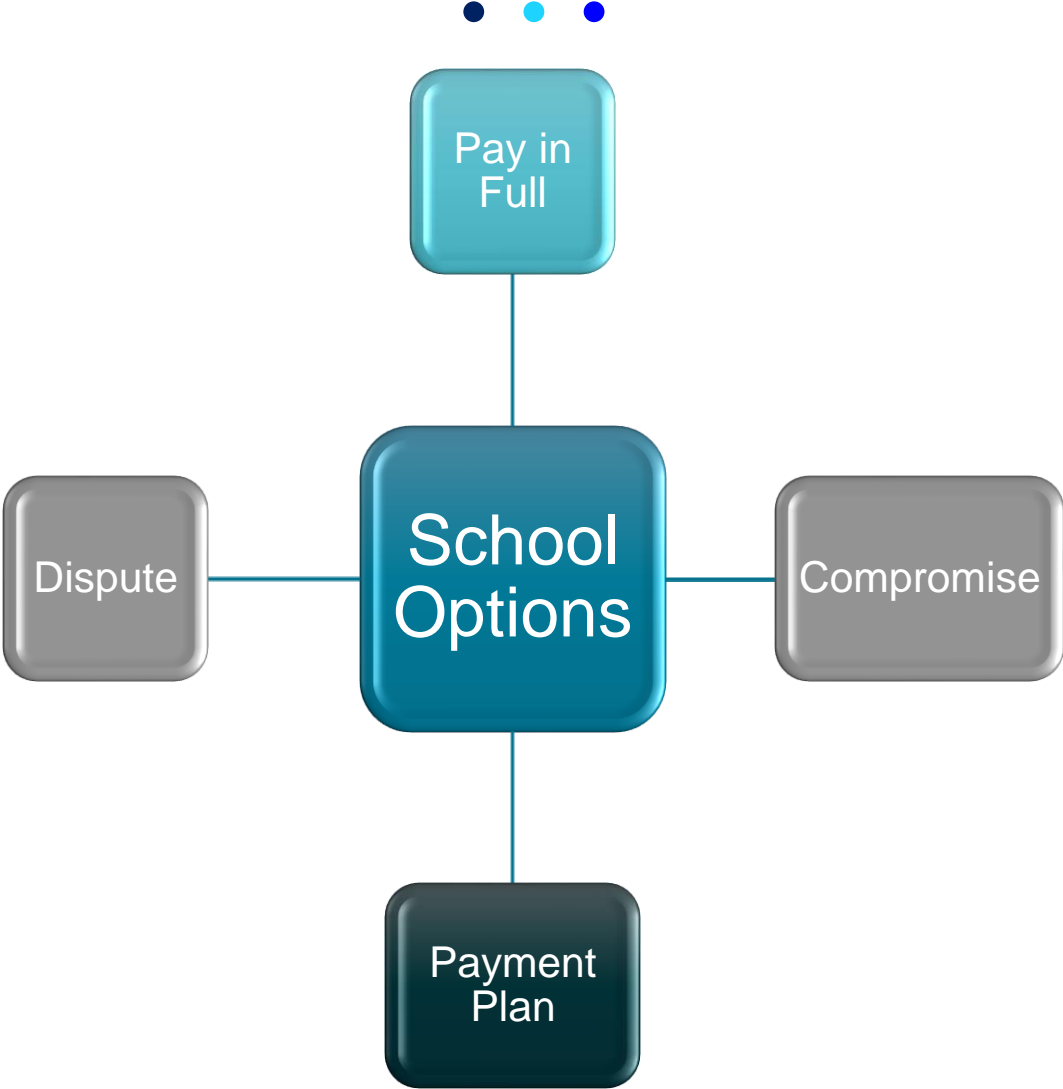 Pay in
Full
Dispute
School
Options
Compromise
Payment
Plan